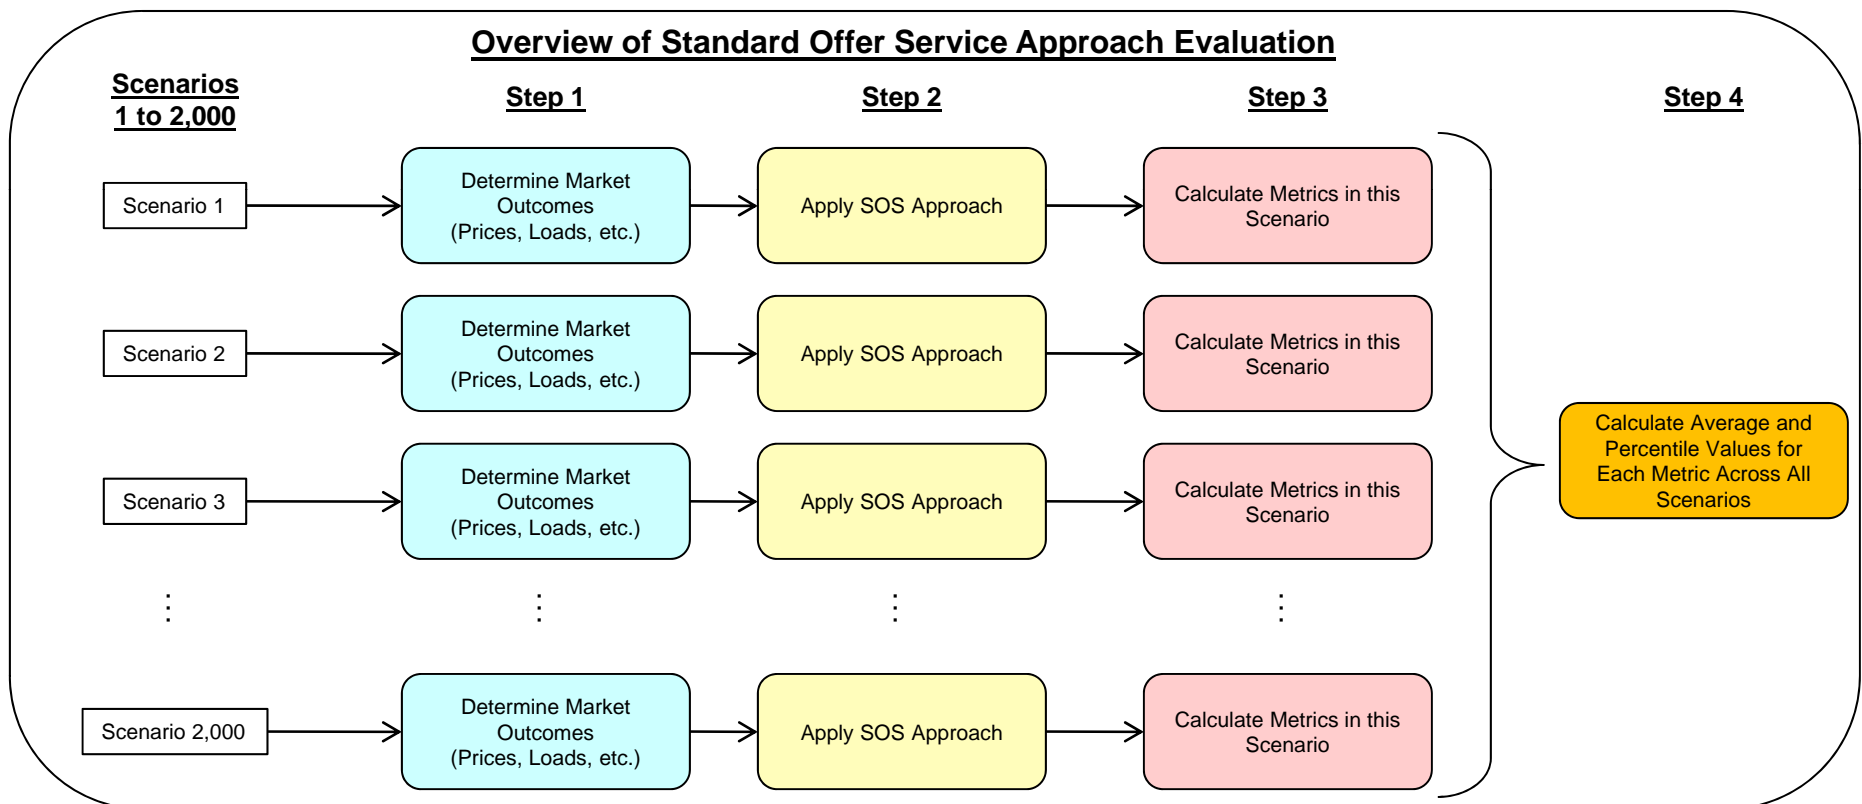 Overview of Standard Offer Service Approach Evaluation
Scenarios
1 to 2,000
Step 1
Step 2
Step 3
Step 4
Scenario 1
Determine Market
Outcomes
(Prices, Loads, etc.)
Apply SOS Approach
Calculate Metrics in this
Scenario
Scenario 2
Determine Market
Outcomes
(Prices, Loads, etc.)
Apply SOS Approach
Calculate Metrics in this
Scenario
Scenario 3
Determine Market
Outcomes
(Prices, Loads, etc.)
Apply SOS Approach
Calculate Metrics in this
Scenario
Scenario 2,000
Determine Market
Outcomes
(Prices, Loads, etc.)
Apply SOS Approach
Calculate Metrics in this
Scenario
Calculate Average and
Percentile Values for
Each Metric Across All
Scenarios